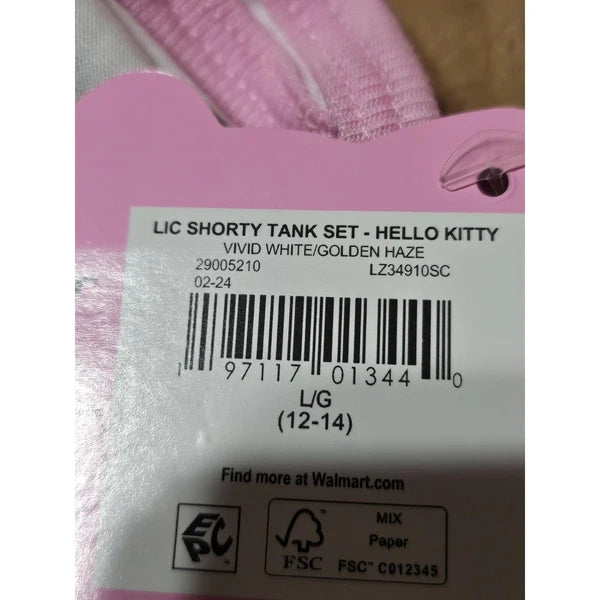 LIC SHORTY TANK SET - HELLO KITTY
VIVID WHITE/GOLDEN HAZE
29005210 LZ34910SC
02-24
1 97117 01344 0
L/G
(12-14)
Find more at Walmart.com
EPC
FSC
MIX
Paper
FSC™ C012345